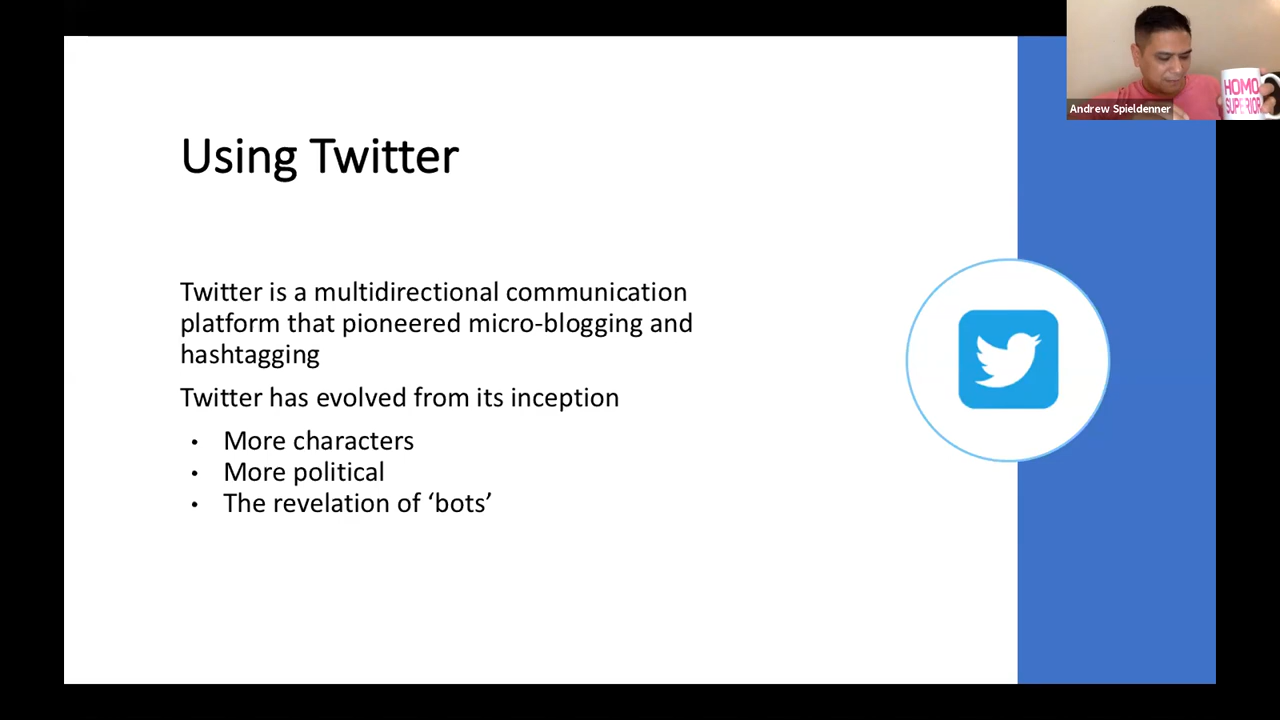 HOMO
SUPERIOR
Andrew Spieldenner
Using Twitter
Twitter is a multidirectional communication
platform that pioneered micro-blogging and
hashtagging
Twitter has evolved from its inception
• More characters
• More political
• The revelation of ‘bots’